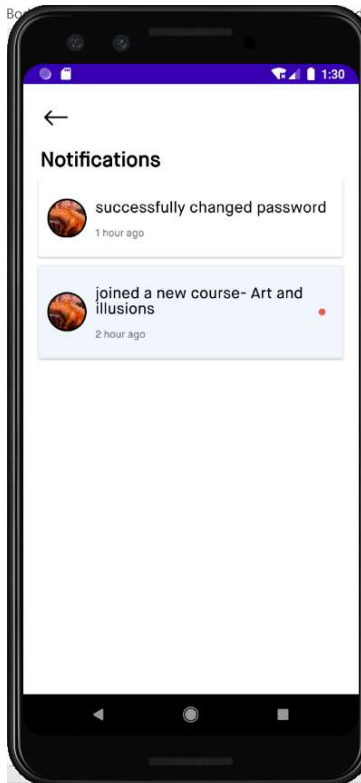 1:30
Notifications
successfully changed password
1 hour ago
joined a new course- Art and
illusions
2 hour ago